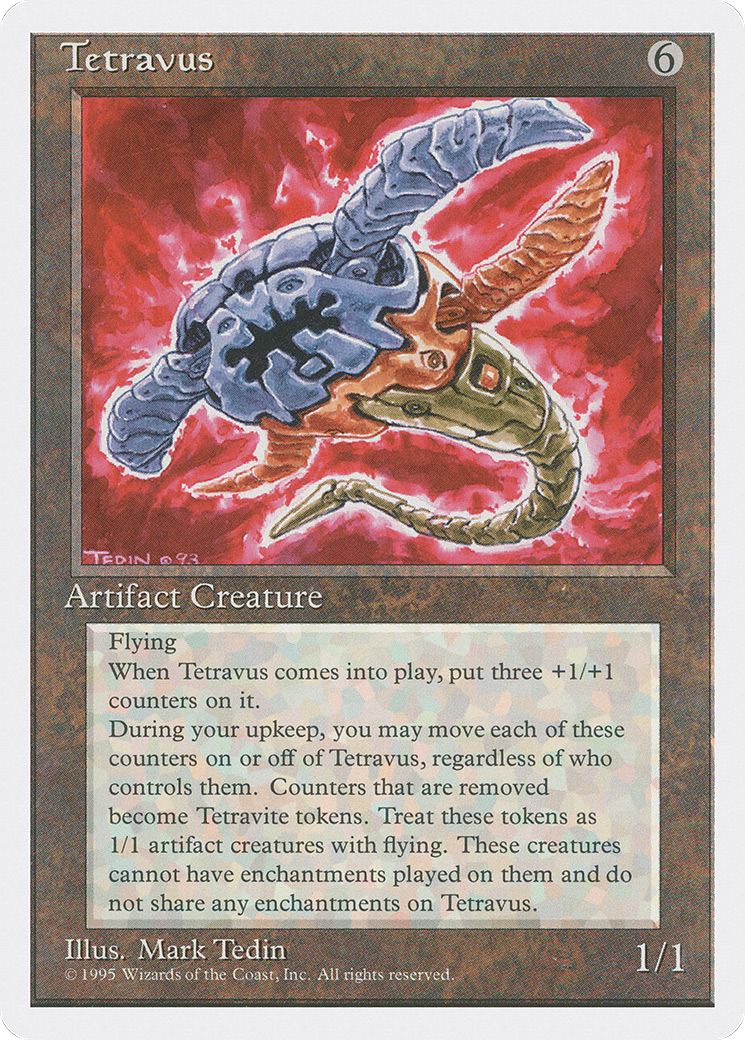 Tetravus
6
TEDIN © 93
Artifact Creature
Flying
When Tetravus comes into play, put three +1/+1
counters on it.
During your upkeep, you may move each of these
counters on or off of Tetravus, regardless of who
controls them. Counters that are removed
become Tetravite tokens. Treat these tokens as
1/1 artifact creatures with flying. These creatures
cannot have enchantments played on them and do
not share any enchantments on Tetravus.
Illus. Mark Tedin
1/1
© 1995 Wizards of the Coast, Inc. All rights reserved.